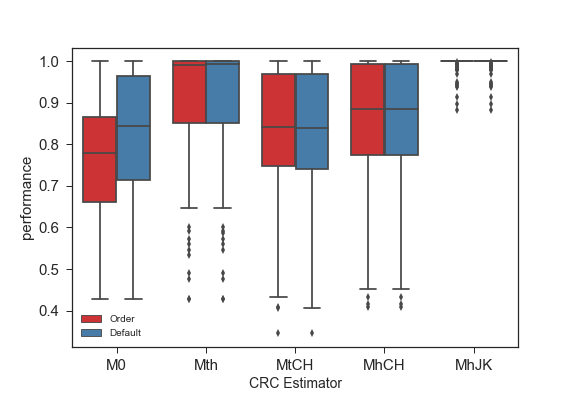 1.0
0.9
0.8
0.7
0.6
0.5
0.4
performance
Order
Default
M0
Mth
MtCH
MhCH
MhJK
CRC Estimator